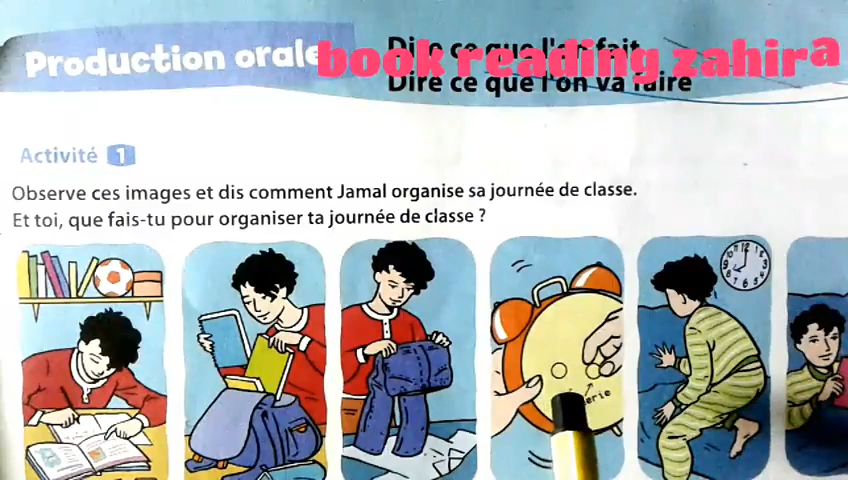 Production orale
Dire ce que l'on fait
Dire ce que l'on va faire
book reading zahira
Activité 1
Observe ces images et dis comment Jamal organise sa journée de classe.
Et toi, que fais-tu pour organiser ta journée de classe ?